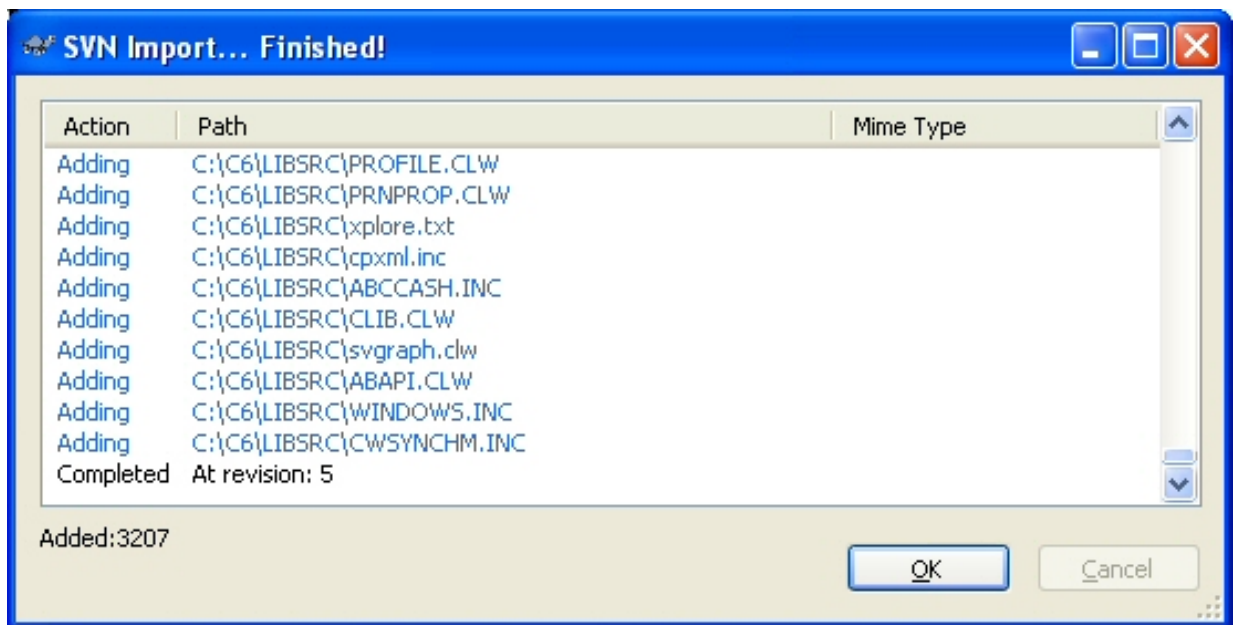 SVN Import... Finished!
Action Path Mime Type
Adding C:\C6\LIBSRC\PROFILE.CLW
Adding C:\C6\LIBSRC\PRNPROP.CLW
Adding C:\C6\LIBSRC\xplore.txt
Adding C:\C6\LIBSRC\cpxml.inc
Adding C:\C6\LIBSRC\ABCCASH.INC
Adding C:\C6\LIBSRC\CLIB.CLW
Adding C:\C6\LIBSRC\svgraph.clw
Adding C:\C6\LIBSRC\ABAPI.CLW
Adding C:\C6\LIBSRC\WINDOWS.INC
Adding C:\C6\LIBSRC\CWSYNCHM.INC
Completed At revision: 5
Added:3207
OK Cancel